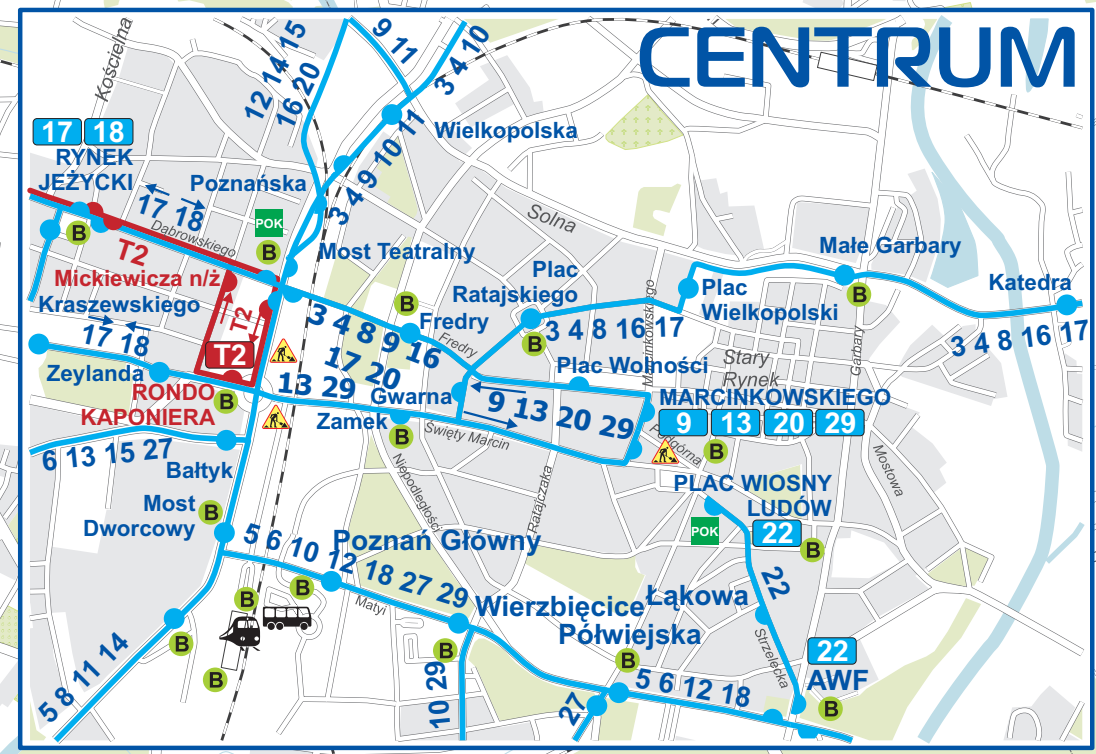 CENTRUM
Kościelna
12 14 15
16 20
9 11
3 4 10
17 18
RYNEK
JEŻYCKI
Poznańska
Wielkopolska
3 4 9 10 11
17 18
Dąbrowskiego
POK
B
B
Solna
T2
Mickiewicza n/ż
Kraszewskiego
Most Teatralny
Małe Garbary
B
Katedra
Plac
Ratajskiego
Plac
Wielkopolski
B
Fredry
Fredry
3 4 8 9 16
17 20
3 4 8 16 17
B
Marcinkowskiego
Garbary
3 4 8 16 17
T2
T2
17 18
Zeylanda
RONDO
KAPONIERA
B
13 29
Gwarna
Zamek
B
Plac Wolności
Stary
Rynek
MARCINKOWSKIEGO
9 13 20 29
9 13 20 29
Święty Marcin
Podgórna
B
6 13 15 27
Bałtyk
Niepodległości
Ratajczaka
Mostowa
PLAC WIOSNY
LUDÓW
22
POK
B
Most
Dworcowy
B
5 6 10 12 18 27 29
Poznań Główny
Matyi
B
B
B
B
Wierzbięcice
Półwiejska
Łąkowa
22
Strzelecka
B
B
22
AWF
B
5 8 11 14
10 29
27
5 6 12 18